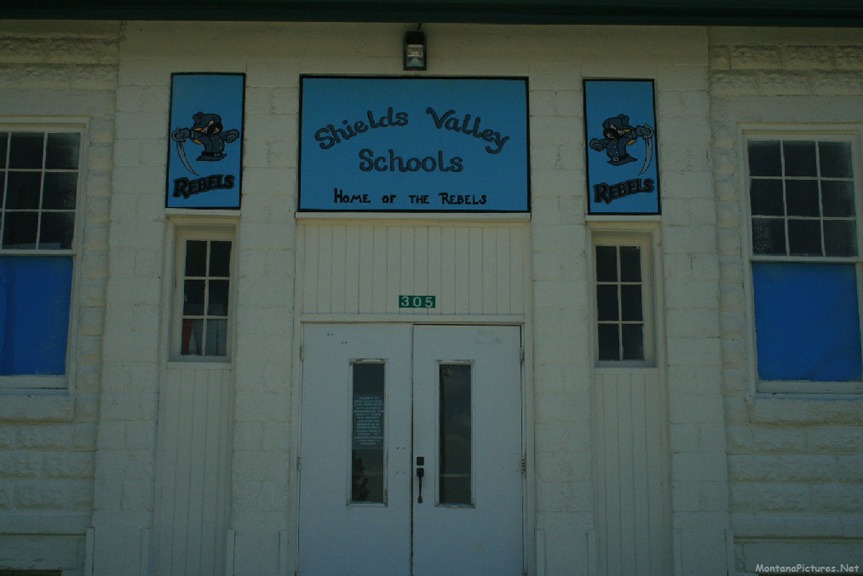 Shields Valley
Schools
Home of the Rebels
REBELS
REBELS
305
MontanaPictures.Net